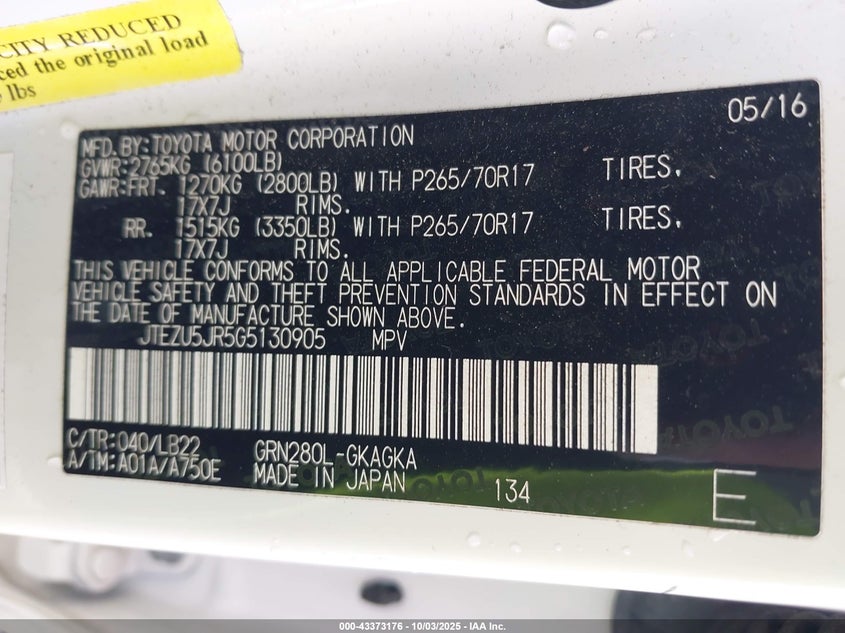 CITY REDUCED
ced the original load
lbs
05/16
MFD.BY:TOYOTA MOTOR CORPORATION
GVWR:2765KG (6100LB)
GAWR:FRT. 1270KG (2800LB) WITH P265/70R17 TIRES,
17X7J RIMS.
RR. 1515KG (3350LB) WITH P265/70R17 TIRES,
17X7J RIMS.
THIS VEHICLE CONFORMS TO ALL APPLICABLE FEDERAL MOTOR
VEHICLE SAFETY AND THEFT PREVENTION STANDARDS IN EFFECT ON
THE DATE OF MANUFACTURE SHOWN ABOVE.
JTEZU5JR5G5130905 MPV
C/TR:040/LB22 GRN280L-GKAGKA
A/TM:A01A/A750E MADE IN JAPAN 134 E
TOYOTA
000-43373176 - 10/03/2025 - IAA Inc.